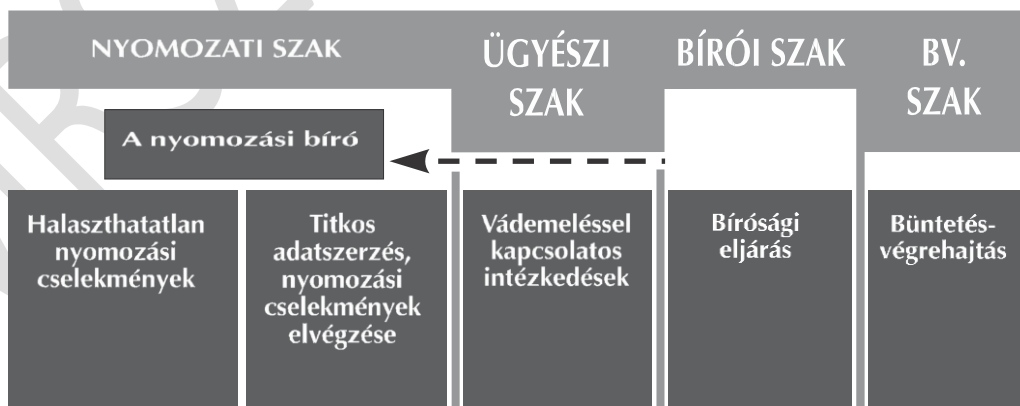 NYOMOZATI SZAK
ÜGYÉSZI
SZAK
BÍRÓI SZAK
BV.
SZAK
A nyomozási bíró
Halaszthatatlan
nyomozási
cselekmények
Titkos
adatszerzés,
nyomozási
cselekmények
elvégzése
Vádemeléssel
kapcsolatos
intézkedések
Bírósági
eljárás
Büntetés-
végrehajtás